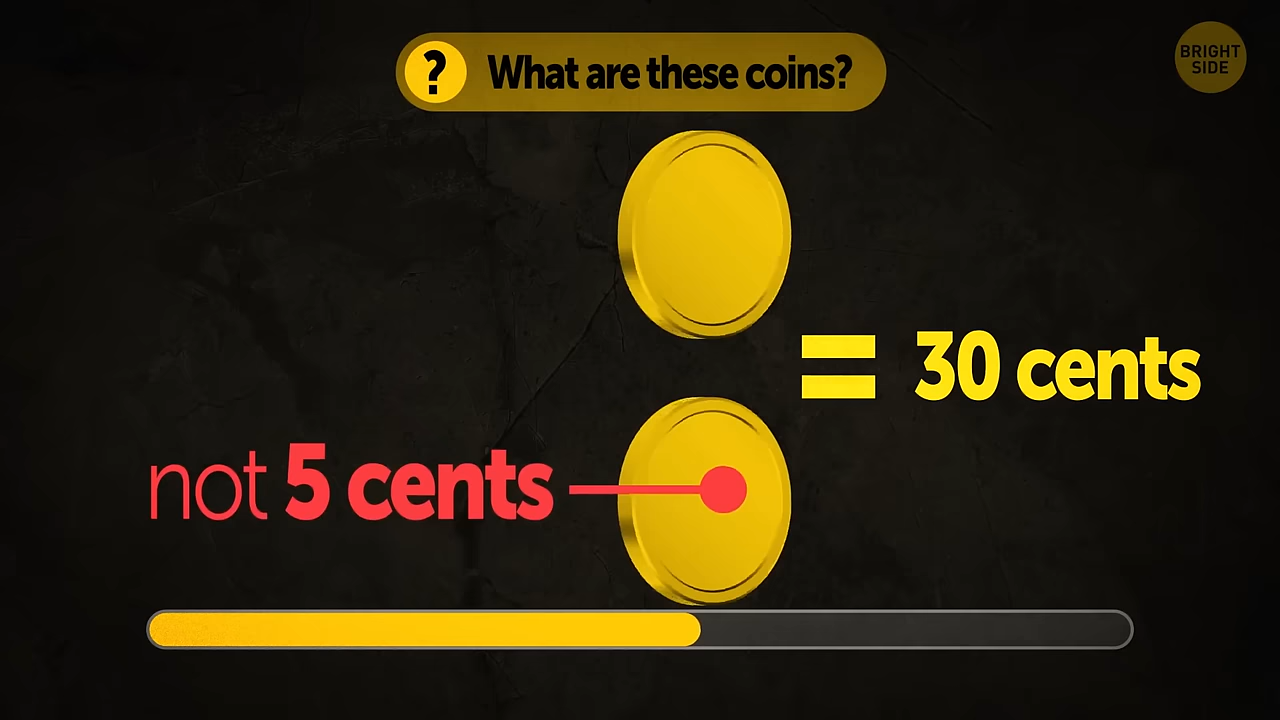 ?
What are these coins?
BRIGHT
SIDE
= 30 cents
not 5 cents